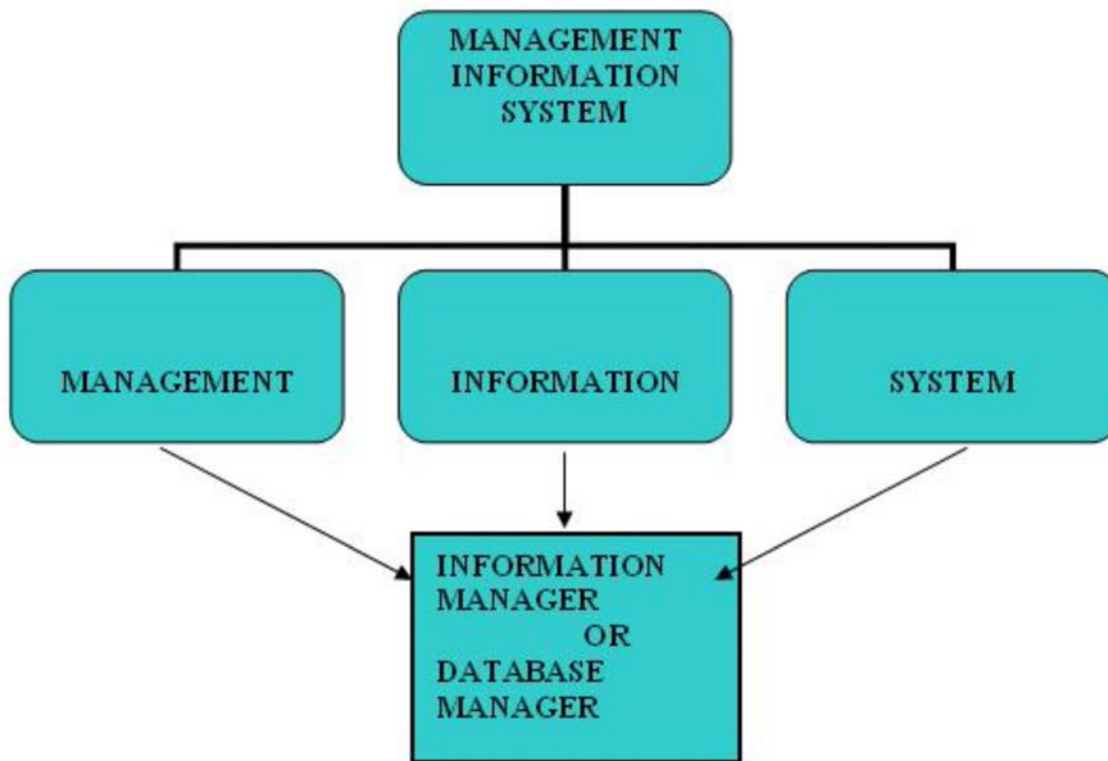 MANAGEMENT
INFORMATION
SYSTEM
MANAGEMENT
INFORMATION
SYSTEM
INFORMATION
MANAGER
OR
DATABASE
MANAGER